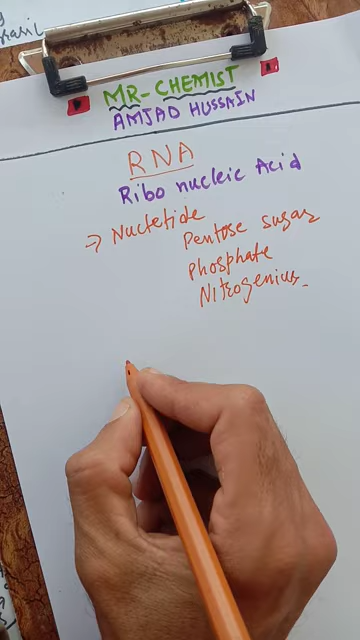 MR-CHEMIST
AMJAD HUSSAIN
RNA
Ribo nucleic Acid
→ Nucletide
Pentose sugar
Phosphate
Nitrogenius